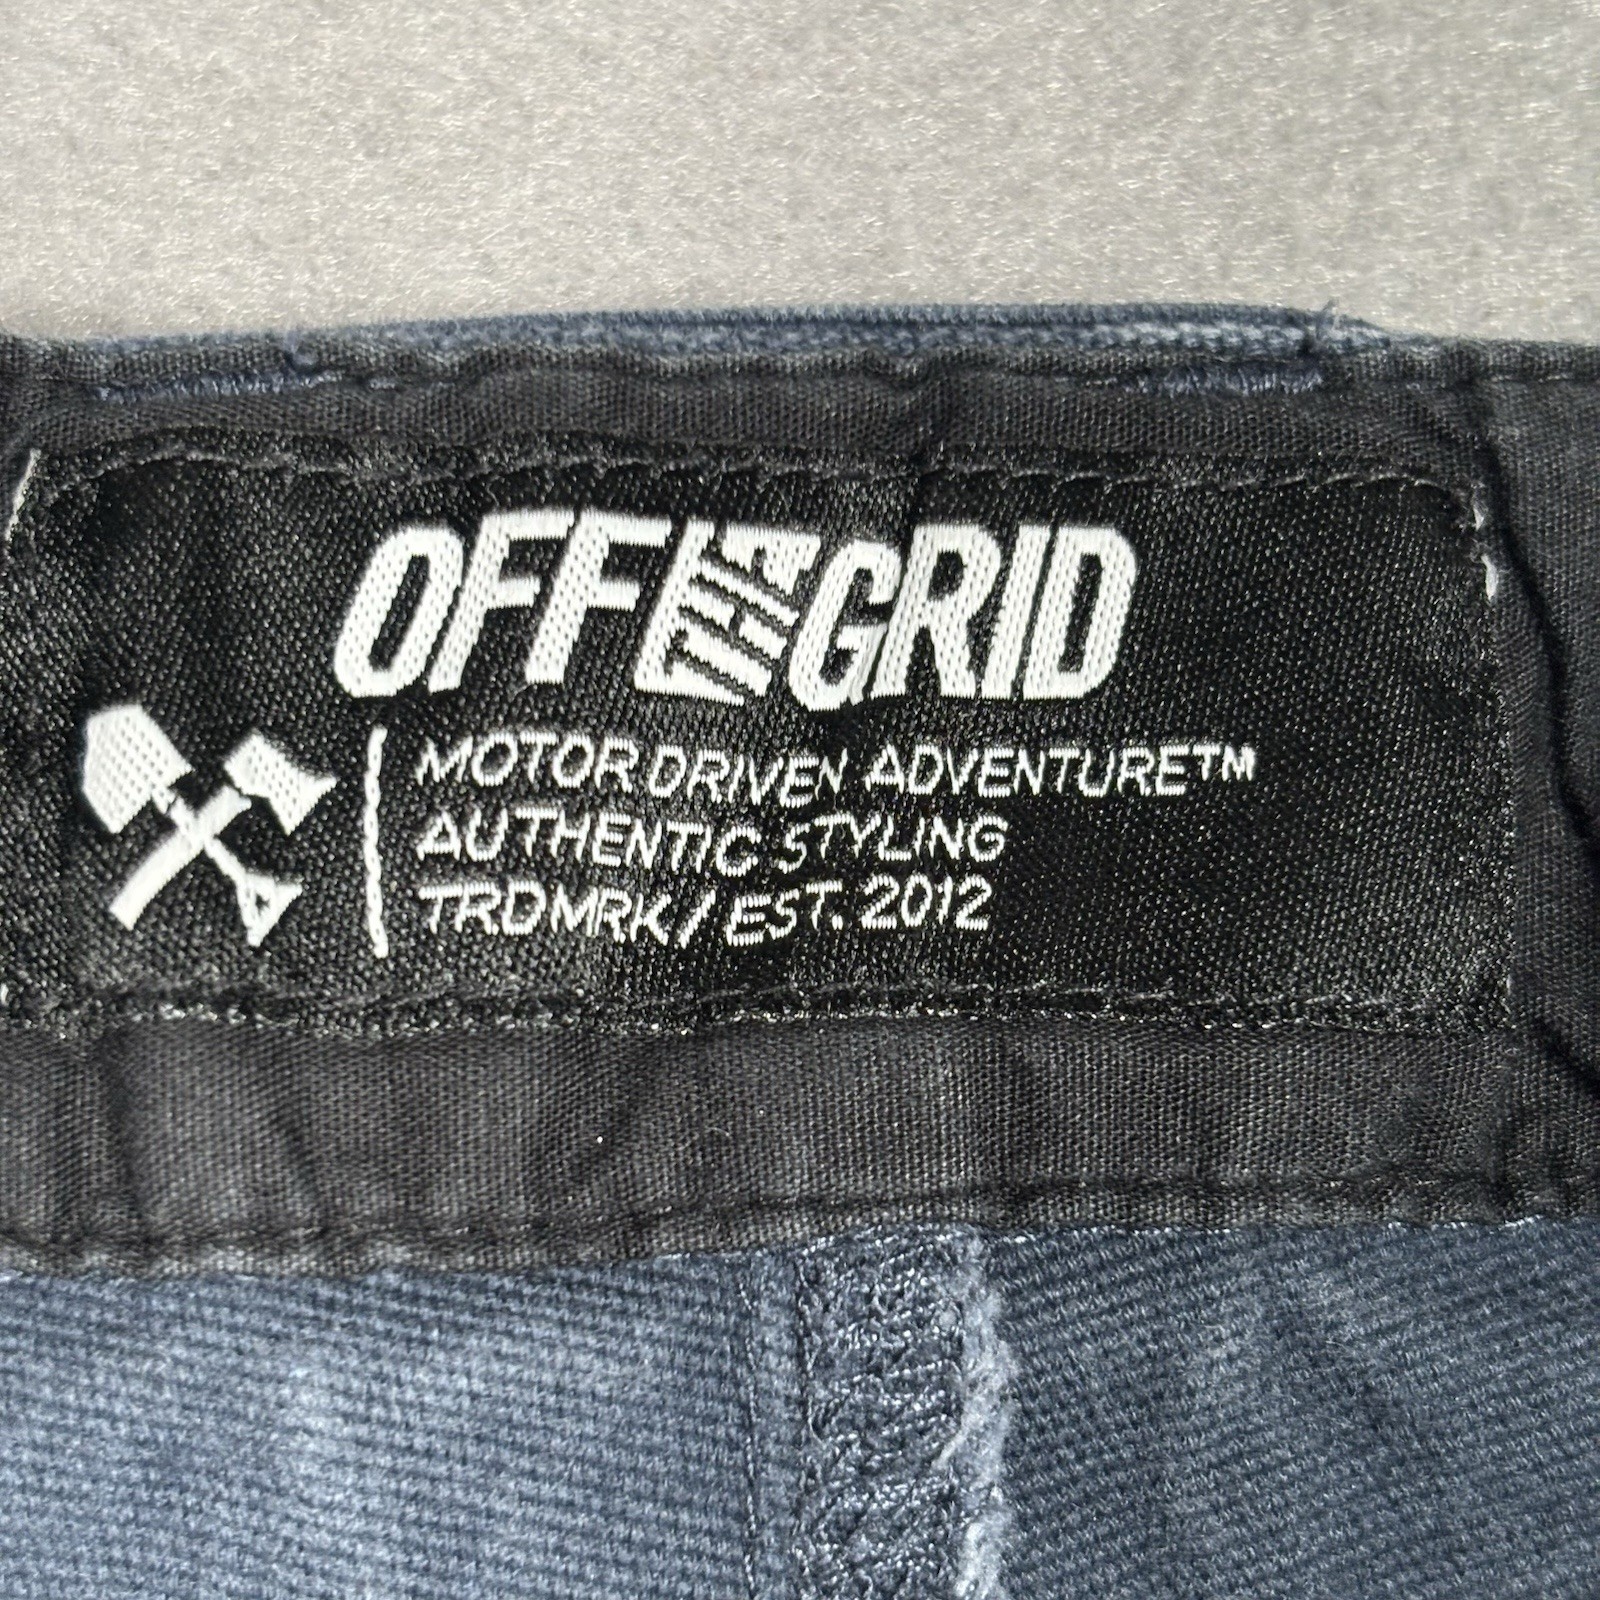 OFF THE GRID
MOTOR DRIVEN ADVENTURE™
AUTHENTIC STYLING
TRDMRK/ EST. 2012